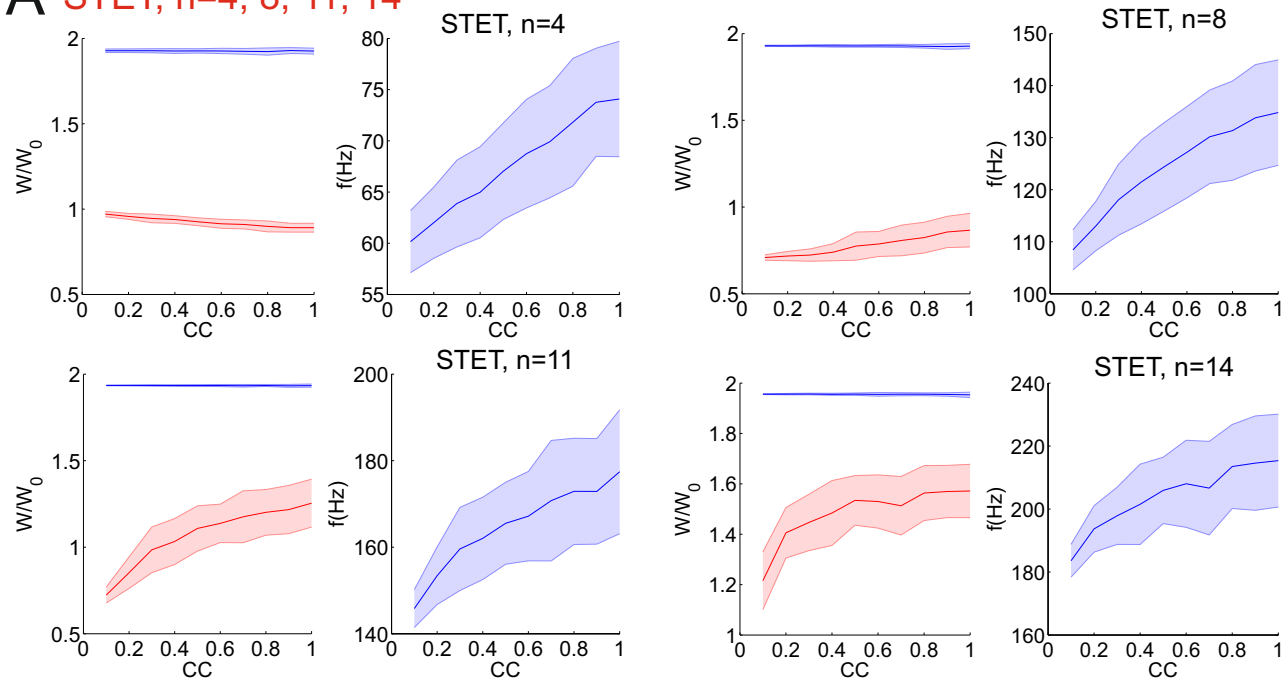 A STET, n=4, 8, 11, 14
STET, n=4
2
1.5
1
0.5
W/W0
0 0.2 0.4 0.6 0.8 1
CC
80
75
70
65
60
55
f(Hz)
0 0.2 0.4 0.6 0.8 1
CC
STET, n=8
2
1.5
1
0.5
W/W0
0 0.2 0.4 0.6 0.8 1
CC
150
140
130
120
110
100
f(Hz)
0 0.2 0.4 0.6 0.8 1
CC
STET, n=11
2
1.5
1
0.5
W/W0
0 0.2 0.4 0.6 0.8 1
CC
200
180
160
140
f(Hz)
0 0.2 0.4 0.6 0.8 1
CC
STET, n=14
2
1.8
1.6
1.4
1.2
1
W/W0
0 0.2 0.4 0.6 0.8 1
CC
240
220
200
180
160
f(Hz)
0 0.2 0.4 0.6 0.8 1
CC